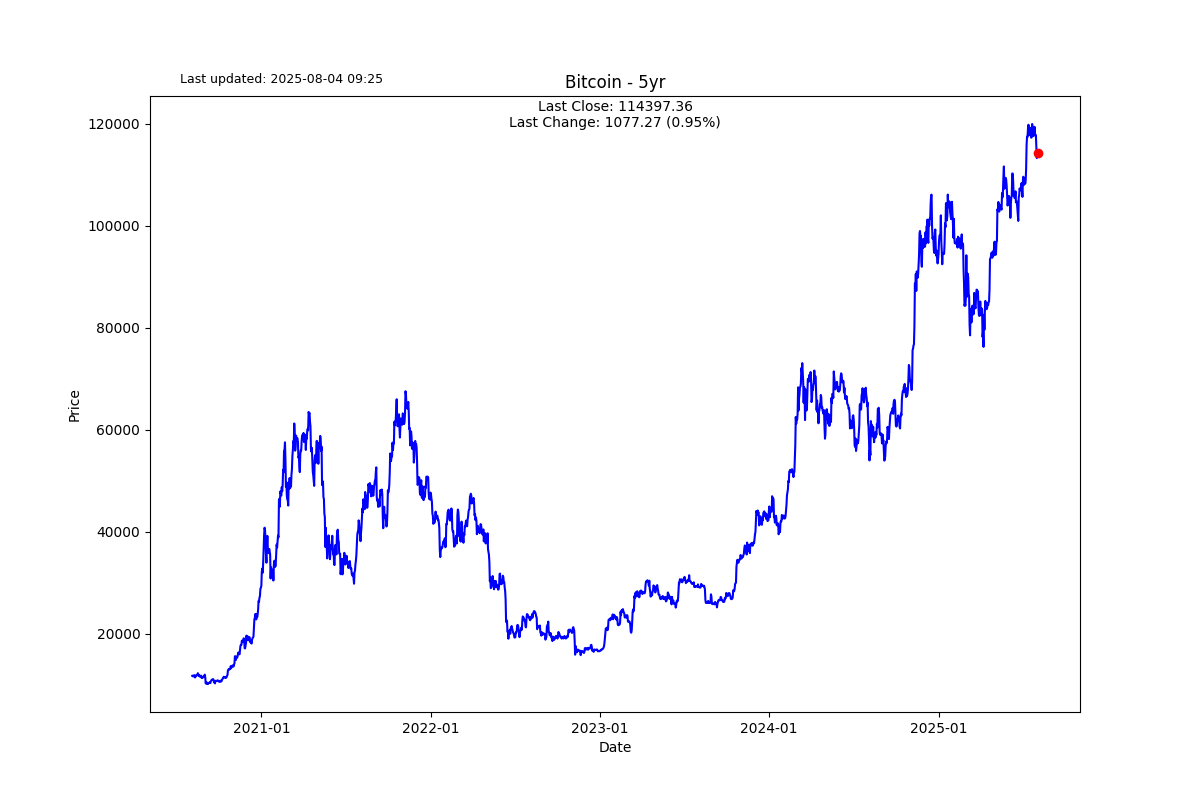 Last updated: 2025-08-04 09:25
Bitcoin - 5yr
Last Close: 114397.36
Last Change: 1077.27 (0.95%)
120000
100000
80000
60000
40000
20000
Price
2021-01
2022-01
2023-01
2024-01
2025-01
Date